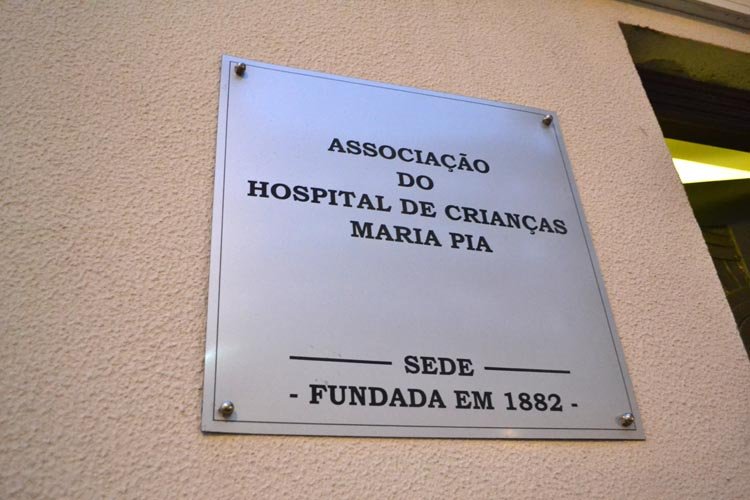 ASSOCIAÇÃO
DO
HOSPITAL DE CRIANÇAS
MARIA PIA
SEDE
- FUNDADA EM 1882 -